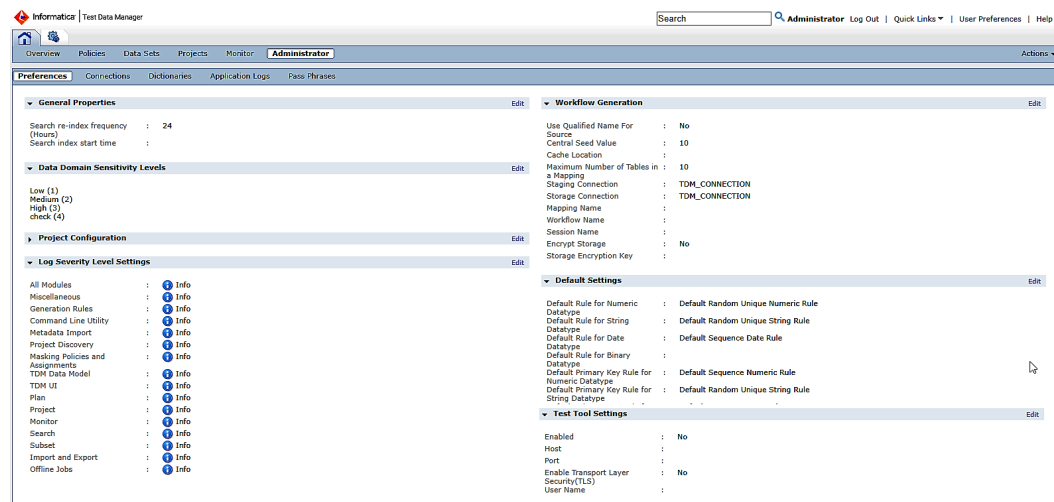 Informatica | Test Data Manager
Search Administrator Log Out | Quick Links | User Preferences | Help
Overview Policies Data Sets Projects Monitor Administrator Actions
Preferences Connections Dictionaries Application Logs Pass Phrases
General Properties Edit
Search re-index frequency : 24
(Hours)
Search index start time :
Data Domain Sensitivity Levels Edit
Low (1)
Medium (2)
High (3)
check (4)
Project Configuration Edit
Log Severity Level Settings Edit
All Modules : Info
Miscellaneous : Info
Generation Rules : Info
Command Line Utility : Info
Metadata Import : Info
Project Discovery : Info
Masking Policies and : Info
Assignments
TDM Data Model : Info
TDM UI : Info
Plan : Info
Project : Info
Monitor : Info
Search : Info
Subset : Info
Import and Export : Info
Offline Jobs : Info
Workflow Generation Edit
Use Qualified Name For : No
Source
Central Seed Value : 10
Cache Location :
Maximum Number of Tables in : 10
a Mapping
Staging Connection : TDM_CONNECTION
Storage Connection : TDM_CONNECTION
Mapping Name :
Workflow Name :
Session Name :
Encrypt Storage : No
Storage Encryption Key :
Default Settings Edit
Default Rule for Numeric : Default Random Unique Numeric Rule
Datatype
Default Rule for String : Default Random Unique String Rule
Datatype
Default Rule for Date : Default Sequence Date Rule
Datatype
Default Rule for Binary :
Datatype
Default Primary Key Rule for : Default Sequence Numeric Rule
Numeric Datatype
Default Primary Key Rule for : Default Random Unique String Rule
String Datatype
Test Tool Settings Edit
Enabled : No
Host :
Port :
Enable Transport Layer : No
Security(TLS)
User Name :